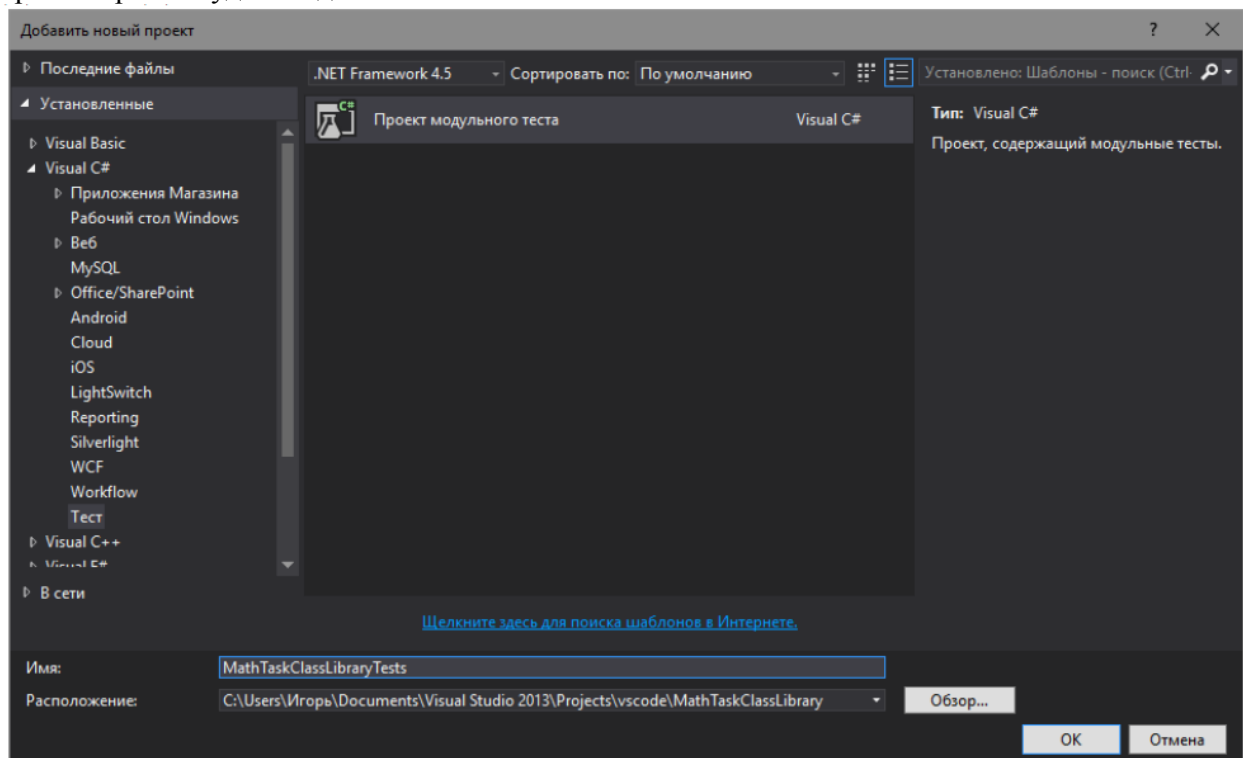 Добавить новый проект
Последние файлы
Установленные
Visual Basic
Visual C#
Приложения Магазина
Рабочий стол Windows
Веб
MySQL
Office/SharePoint
Android
Cloud
iOS
LightSwitch
Reporting
Silverlight
WCF
Workflow
Тест
Visual C++
Visual F#
В сети
.NET Framework 4.5 Сортировать по: По умолчанию
C# Проект модульного теста Visual C#
Щелкните здесь для поиска шаблонов в Интернете.
Установлено: Шаблоны - поиск (Ctrl-
Тип: Visual C#
Проект, содержащий модульные тесты.
Имя: MathTaskClassLibraryTests
Расположение: C:\Users\Игорь\Documents\Visual Studio 2013\Projects\vscode\MathTaskClassLibrary Обзор...
OK Отмена